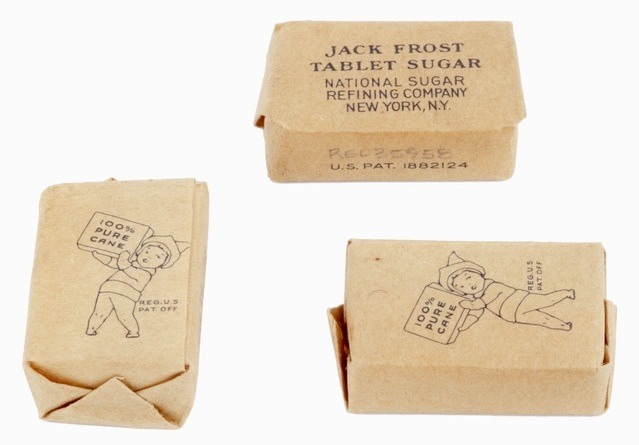 JACK FROST
TABLET SUGAR
NATIONAL SUGAR
REFINING COMPANY
NEW YORK, N.Y.
REG35958
U.S. PAT. 1882124
100%
PURE
CANE
REG. U.S.
PAT. OFF
100%
PURE
CANE
REG. U.S.
PAT. OFF